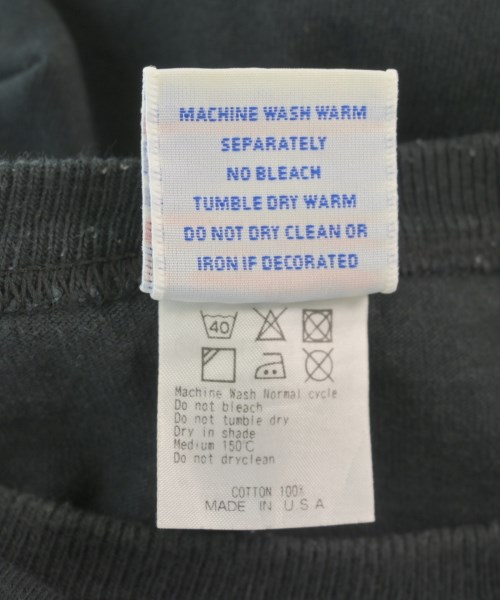 MACHINE WASH WARM
SEPARATELY
NO BLEACH
TUMBLE DRY WARM
DO NOT DRY CLEAN OR
IRON IF DECORATED
40
Machine Wash Normal cycle
Do not bleach
Do not tumble dry
Dry in shade
Medium 150℃
Do not dryclean
COTTON 100%
MADE IN U.S.A